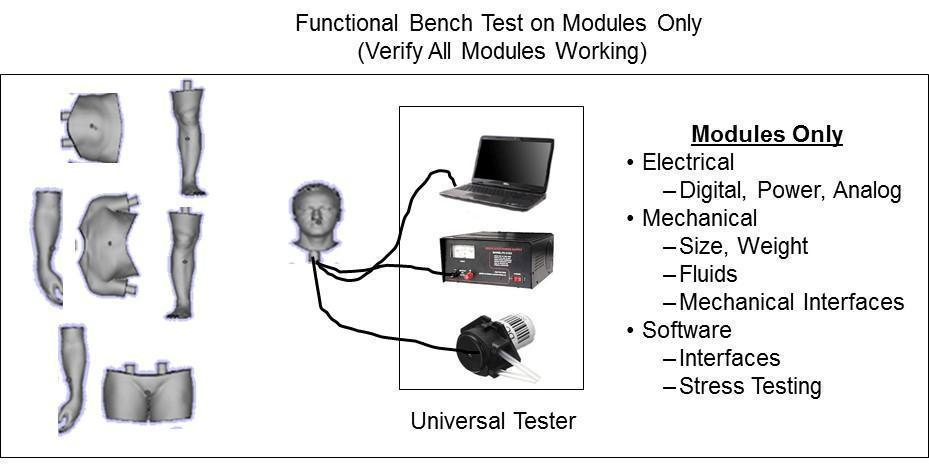 Functional Bench Test on Modules Only
(Verify All Modules Working)
Modules Only
• Electrical
–Digital, Power, Analog
• Mechanical
–Size, Weight
–Fluids
–Mechanical Interfaces
• Software
–Interfaces
–Stress Testing
Universal Tester